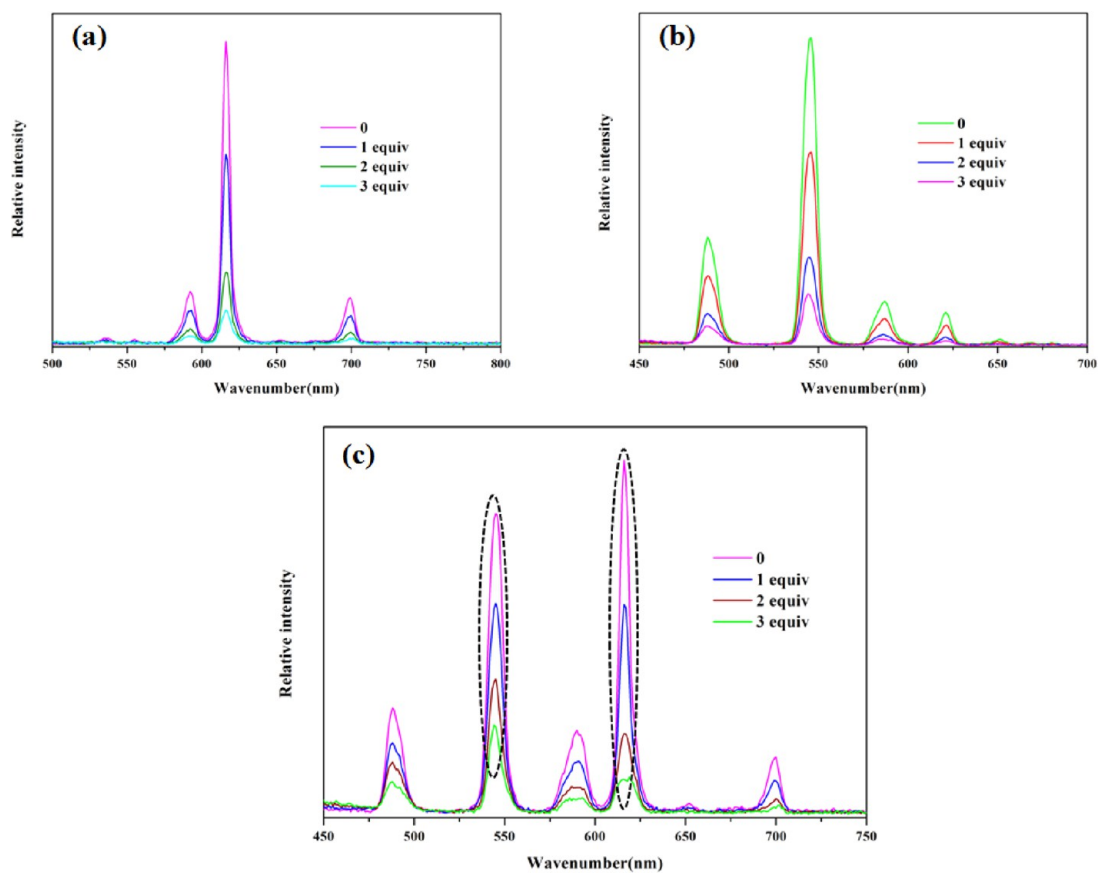 (a)
Relative intensity
0
1 equiv
2 equiv
3 equiv
500 550 600 650 700 750 800
Wavenumber(nm)
(b)
Relative intensity
0
1 equiv
2 equiv
3 equiv
450 500 550 600 650 700
Wavenumber(nm)
(c)
Relative intensity
0
1 equiv
2 equiv
3 equiv
450 500 550 600 650 700 750
Wavenumber(nm)